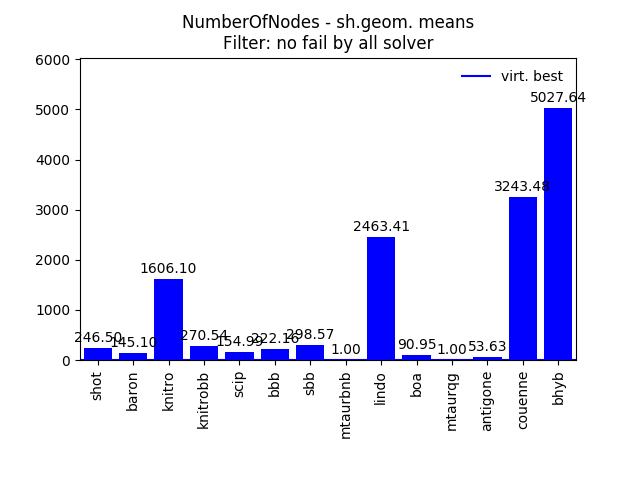 NumberOfNodes - sh.geom. means
Filter: no fail by all solver
6000
5000
4000
3000
2000
1000
0
virt. best
246.50
145.10
1606.10
270.54
154.99
222.16
298.57
1.00
2463.41
90.95
1.00
53.63
3243.48
5027.64
shot
baron
knitro
knitrobb
scip
bbb
sbb
mtaurbnb
lindo
boa
mtaurqg
antigone
couenne
bhyb